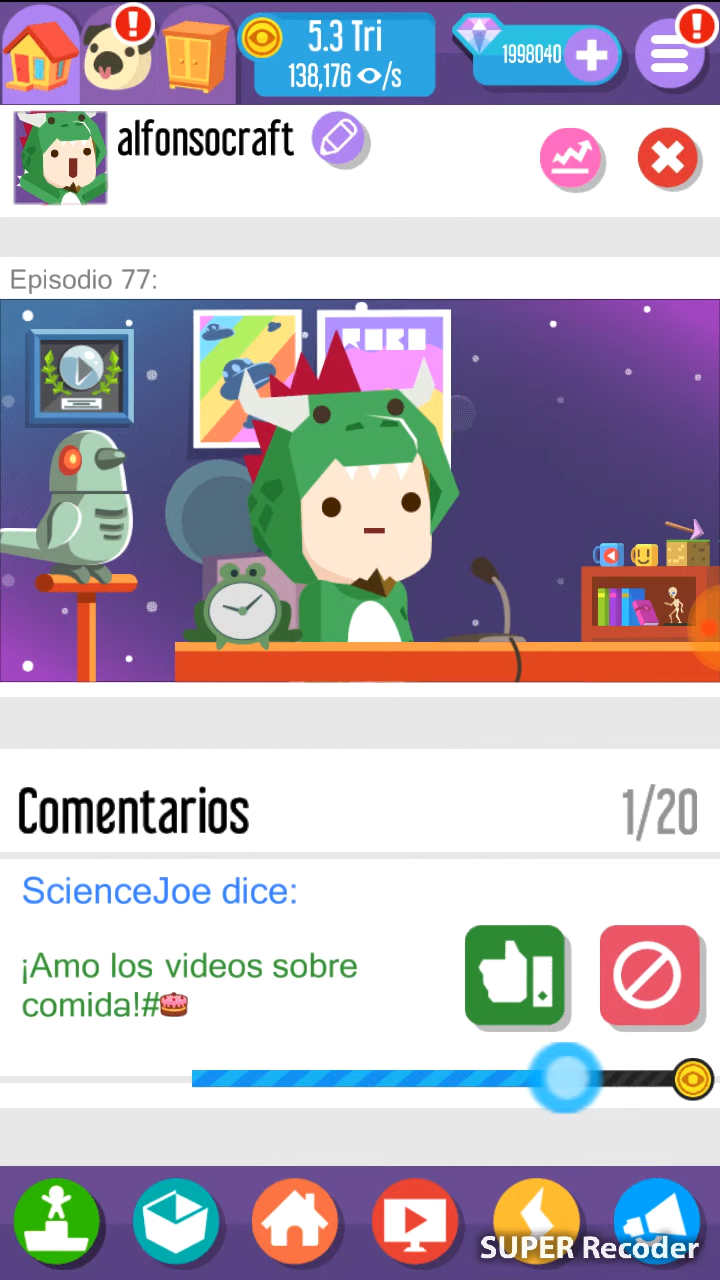 5.3 Tri
138,176 /s
1998040
alfonsocraft
Episodio 77:
Comentarios
1/20
ScienceJoe dice:
¡Amo los videos sobre
comida!#🎂
SUPER Recoder